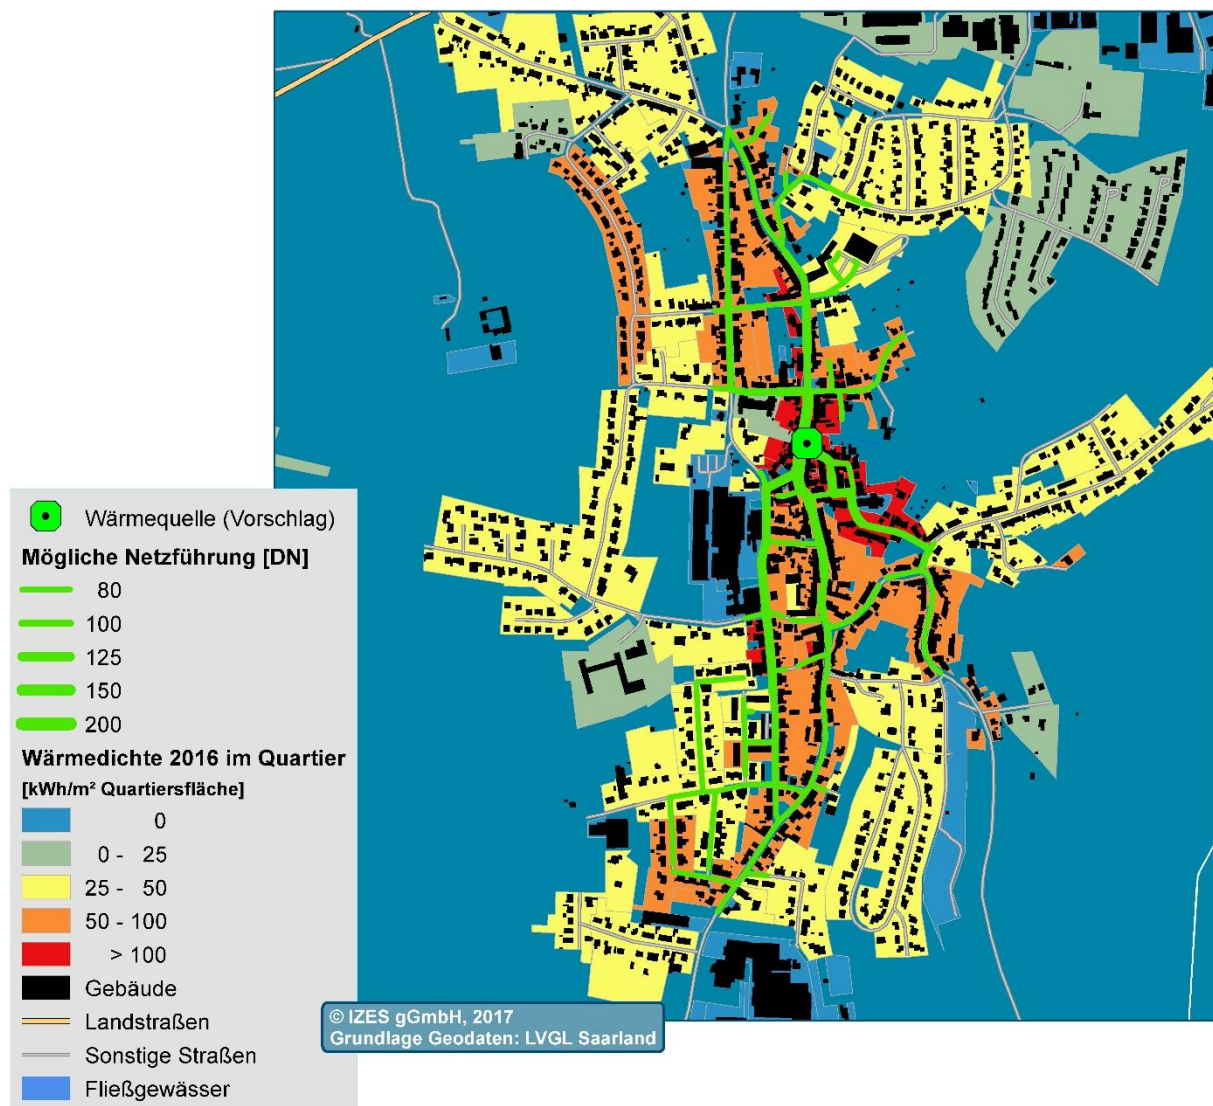 Wärmequelle (Vorschlag)
Mögliche Netzführung [DN]
80
100
125
150
200
Wärmedichte 2016 im Quartier
[kWh/m² Quartiersfläche]
0
0 - 25
25 - 50
50 - 100
> 100
Gebäude
Landstraßen
Sonstige Straßen
Fließgewässer
© IZES gGmbH, 2017
Grundlage Geodaten: LVGL Saarland